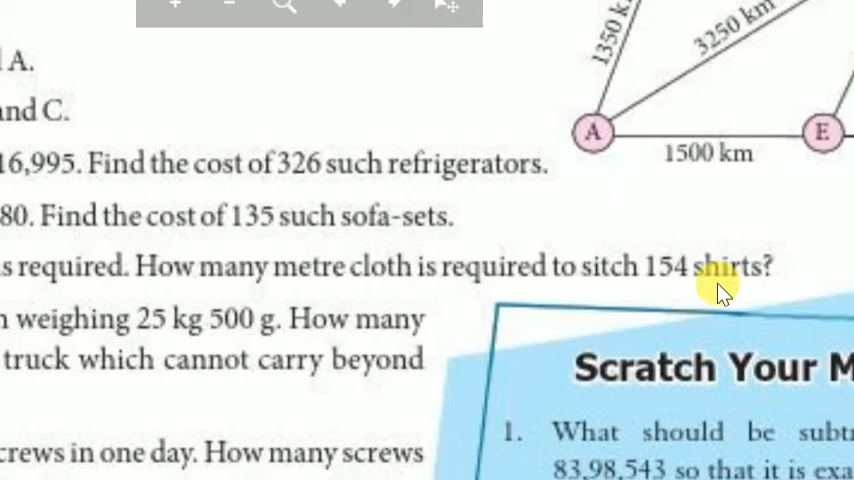 1350 k
3250 km
A.
and C.
A
E
1500 km
16,995. Find the cost of 326 such refrigerators.
80. Find the cost of 135 such sofa-sets.
s required. How many metre cloth is required to sitch 154 shirts?
weighing 25 kg 500 g. How many
truck which cannot carry beyond
crews in one day. How many screws
Scratch Your M
1. What should be subtr
83,98,543 so that it is exa